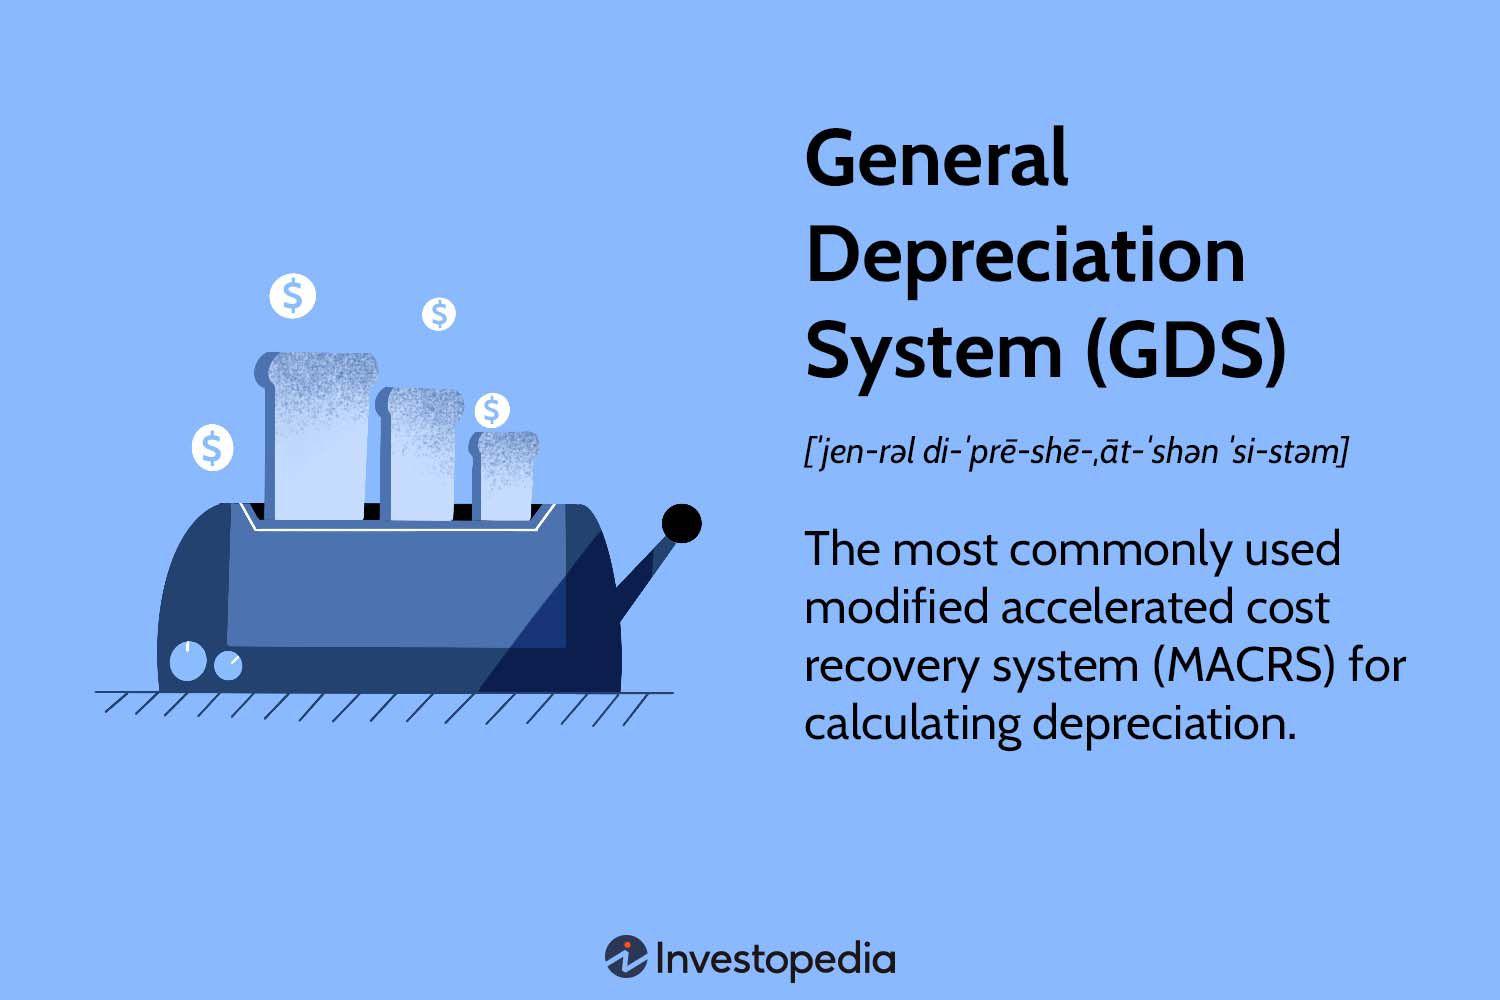 General
Depreciation
System (GDS)
[ˈjen-rəl di-ˈprē-shē-ˌāt-ˈshən ˈsi-stəm]
The most commonly used
modified accelerated cost
recovery system (MACRS) for
calculating depreciation.
$
$
$
$
Investopedia